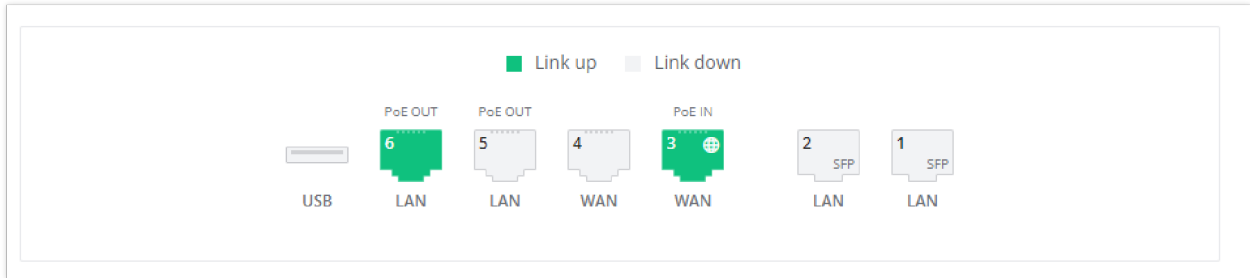 Link up Link down
PoE OUT PoE OUT PoE IN
6 5 4 3 2 1
SFP SFP
USB LAN LAN WAN WAN LAN LAN